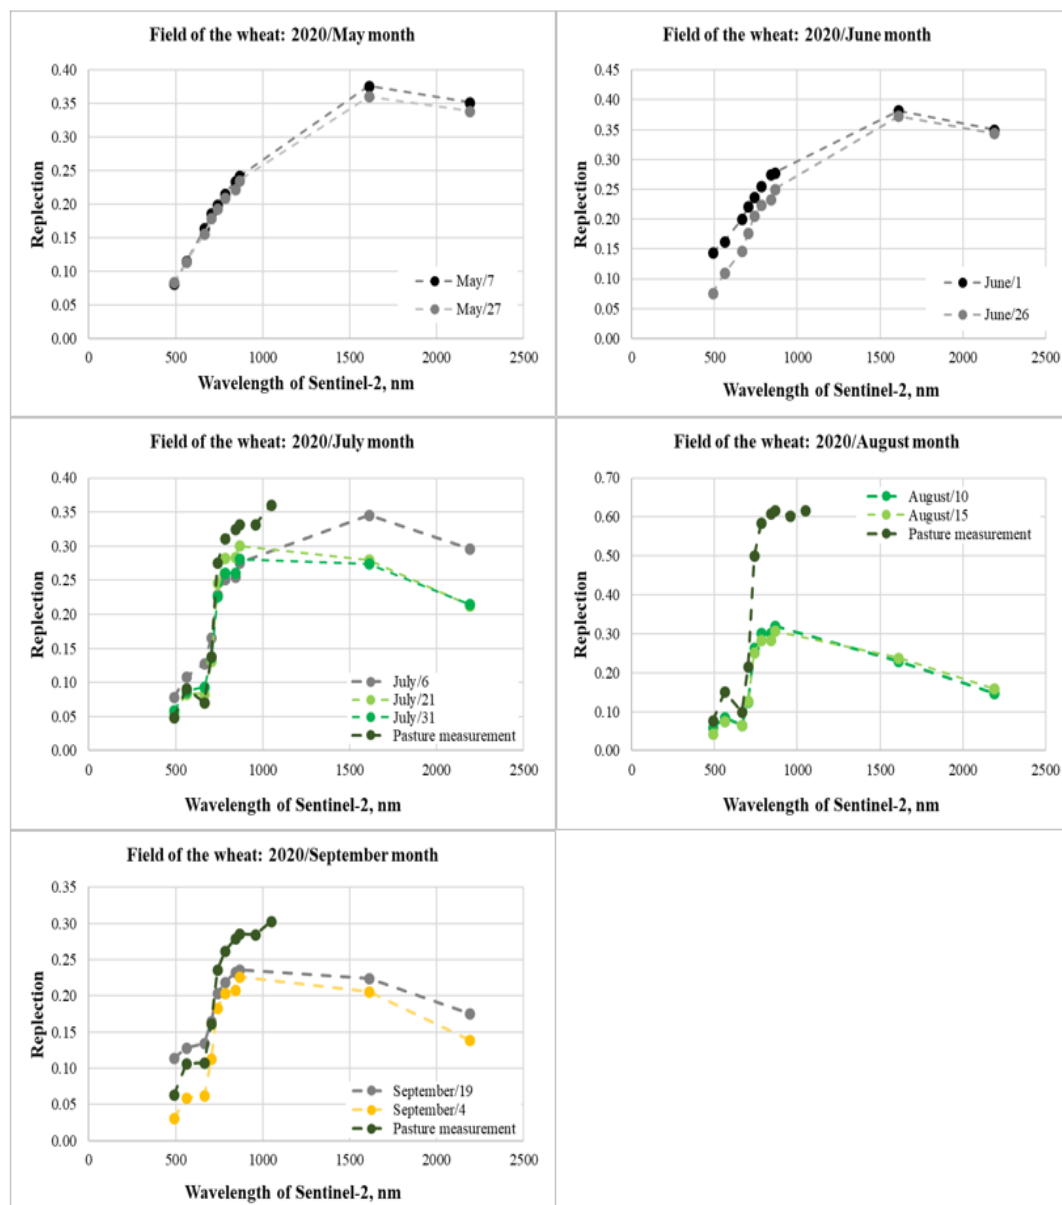 Field of the wheat: 2020/May month
0.40
0.35
0.30
0.25
0.20
0.15
0.10
0.05
0.00
Replection
May/7
May/27
0 500 1000 1500 2000 2500
Wavelength of Sentinel-2, nm
Field of the wheat: 2020/June month
0.45
0.40
0.35
0.30
0.25
0.20
0.15
0.10
0.05
0.00
Replection
June/1
June/26
0 500 1000 1500 2000 2500
Wavelength of Sentinel-2, nm
Field of the wheat: 2020/July month
0.40
0.35
0.30
0.25
0.20
0.15
0.10
0.05
0.00
Replection
July/6
July/21
July/31
Pasture measurement
0 500 1000 1500 2000 2500
Wavelength of Sentinel-2, nm
Field of the wheat: 2020/August month
0.70
0.60
0.50
0.40
0.30
0.20
0.10
0.00
Replection
August/10
August/15
Pasture measurement
0 500 1000 1500 2000 2500
Wavelength of Sentinel-2, nm
Field of the wheat: 2020/September month
0.35
0.30
0.25
0.20
0.15
0.10
0.05
0.00
Replection
September/19
September/4
Pasture measurement
0 500 1000 1500 2000 2500
Wavelength of Sentinel-2, nm